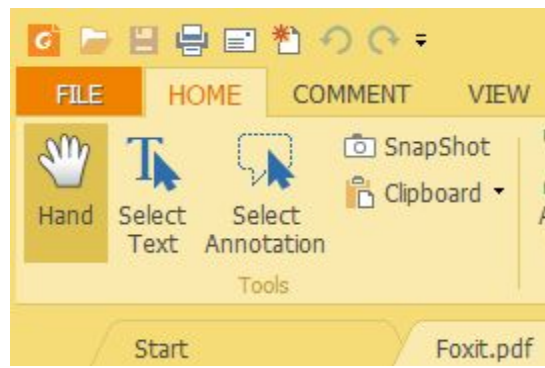 FILE HOME COMMENT VIEW
SnapShot
Clipboard
Hand
Select
Text
Select
Annotation
Tools
Start Foxit.pdf